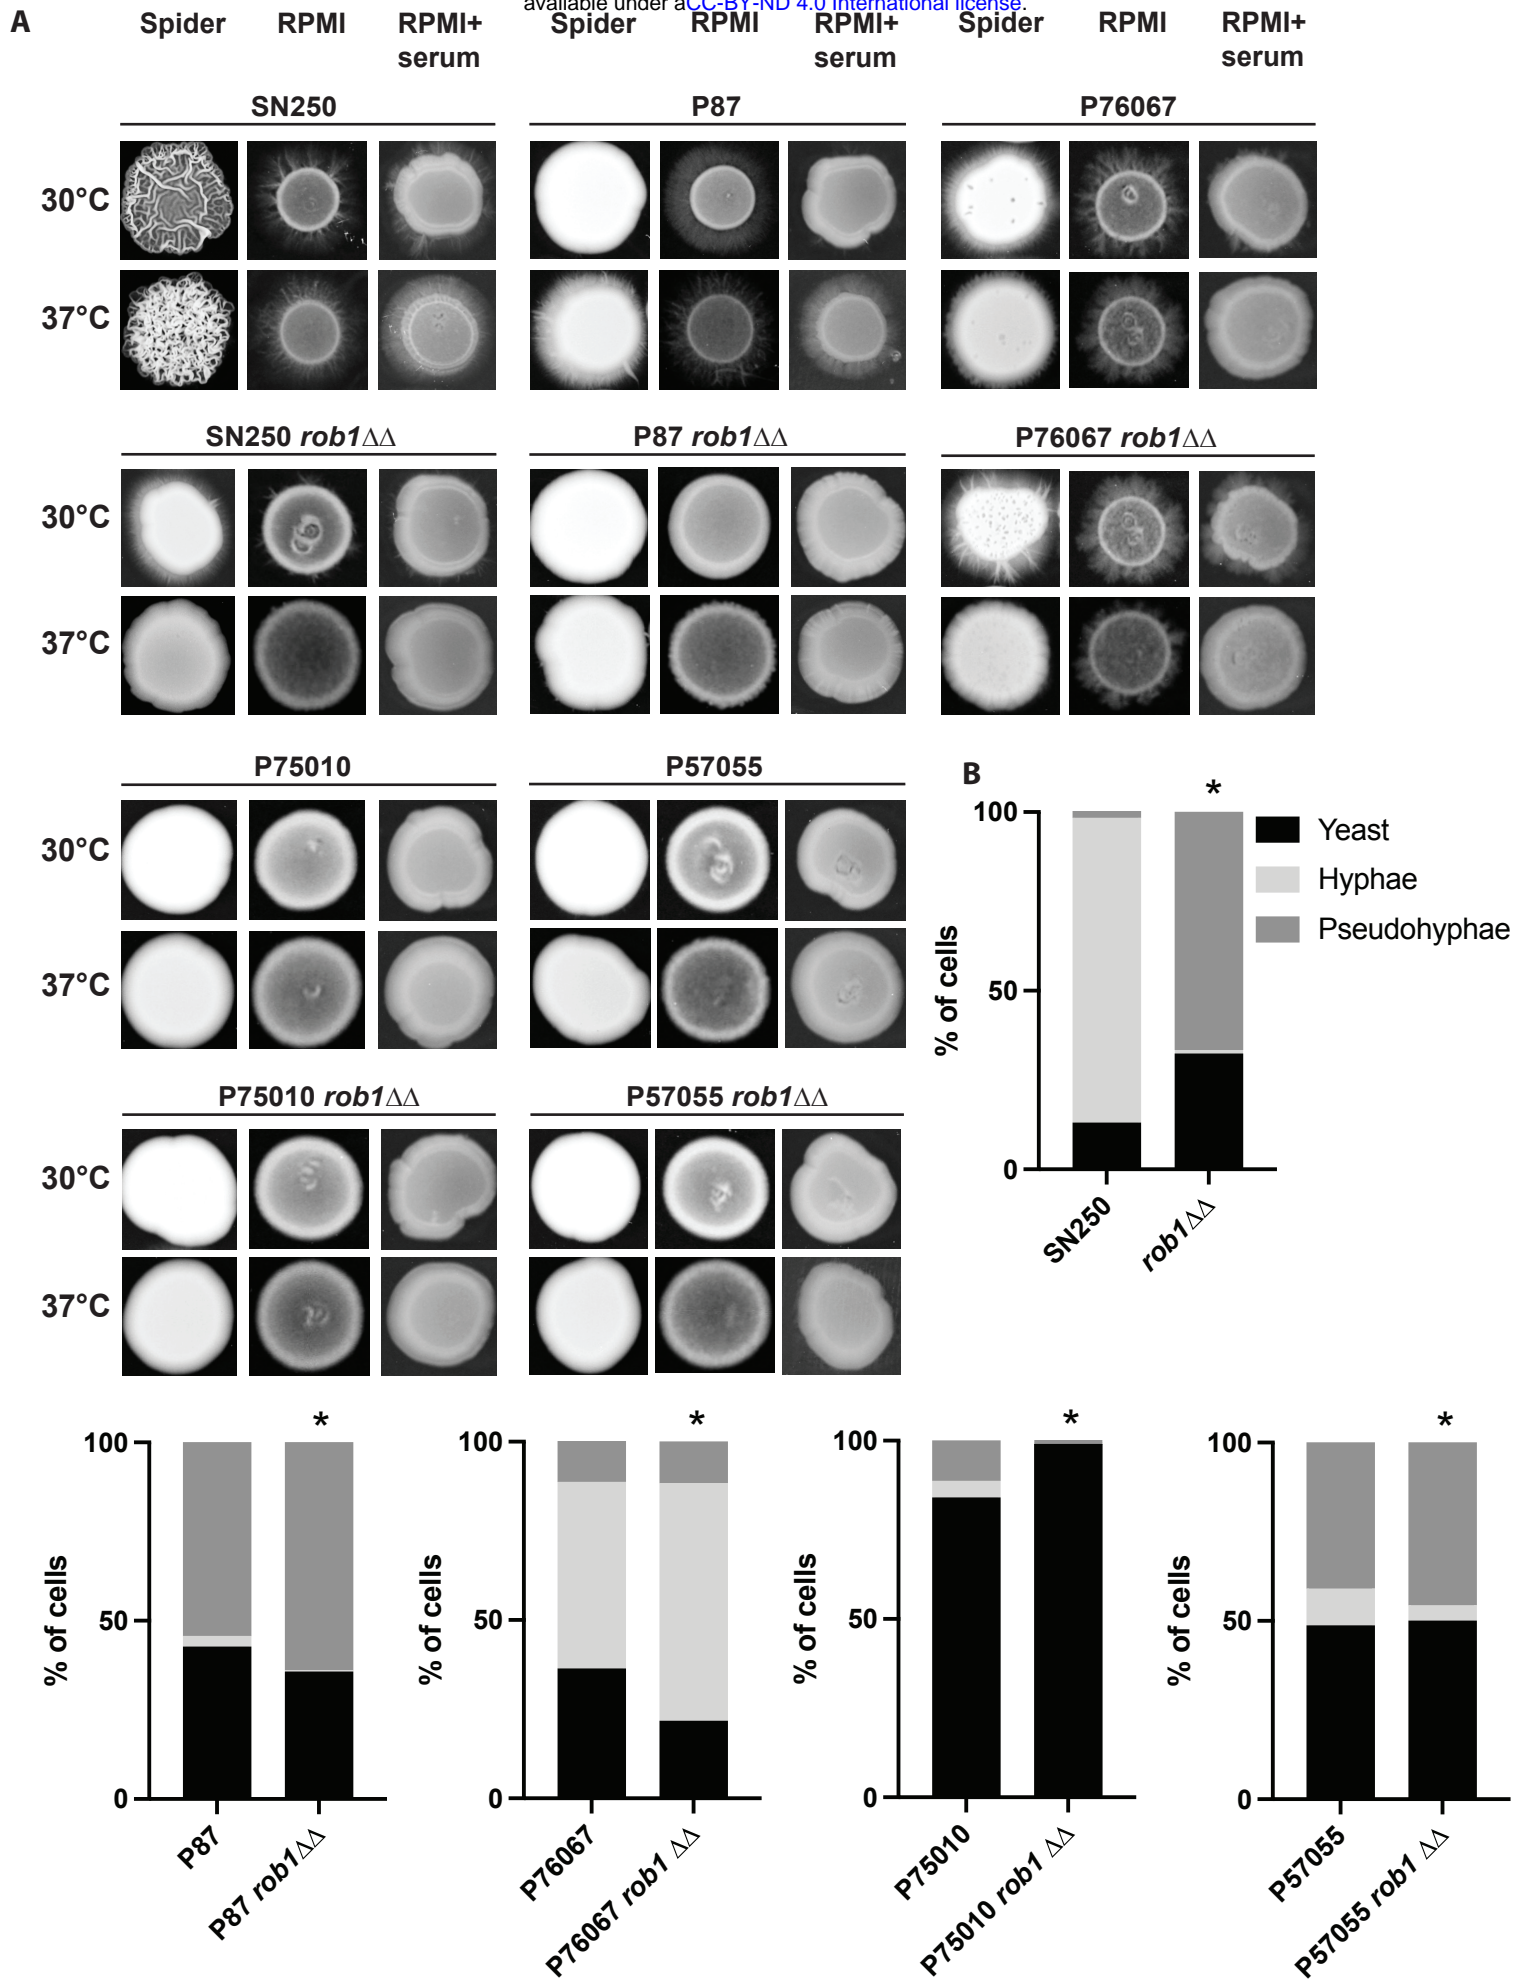 available under aCC-BY-ND 4.0 International license.
A
Spider RPMI RPMI+ serum Spider RPMI RPMI+ serum Spider RPMI RPMI+ serum
SN250 P87 P76067
30°C
37°C
SN250 rob1ΔΔ P87 rob1ΔΔ P76067 rob1ΔΔ
30°C
37°C
P75010 P57055
30°C
37°C
P75010 rob1ΔΔ P57055 rob1ΔΔ
30°C
37°C
B
*
100
50
0
% of cells
Yeast
Hyphae
Pseudohyphae
SN250 rob1ΔΔ
*
100
50
0
% of cells
P87 P87 rob1ΔΔ
*
100
50
0
% of cells
P76067 P76067 rob1 ΔΔ
*
100
50
0
% of cells
P75010 P75010 rob1 ΔΔ
*
100
50
0
% of cells
P57055 P57055 rob1 ΔΔ